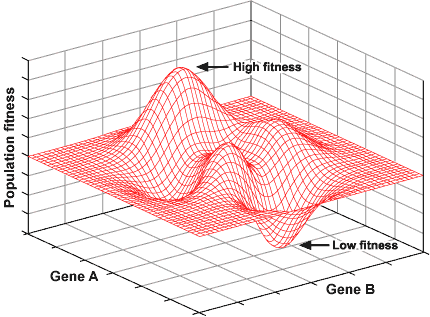 High fitness
Population fitness
Low fitness
Gene A
Gene B